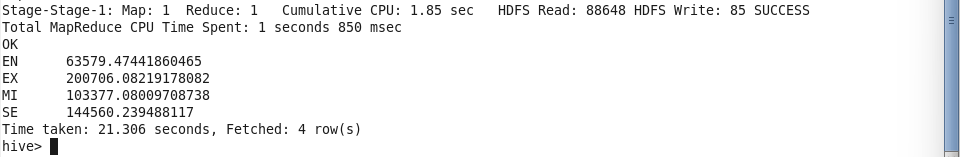 Stage-Stage-1: Map: 1  Reduce: 1   Cumulative CPU: 1.85 sec   HDFS Read: 88648 HDFS Write: 85 SUCCESS
Total MapReduce CPU Time Spent: 1 seconds 850 msec
OK
EN      63579.47441860465
EX      200706.08219178082
MI      103377.08009708738
SE      144560.239488117
Time taken: 21.306 seconds, Fetched: 4 row(s)
hive>